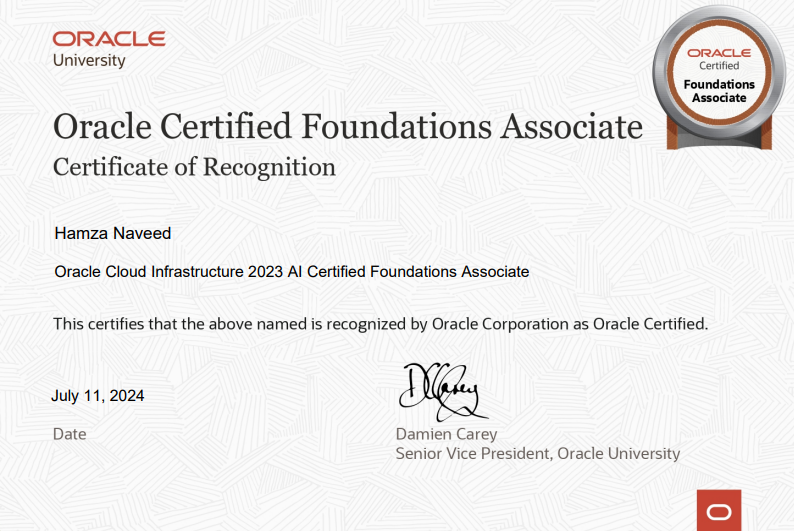 ORACLE
University
ORACLE
Certified
Foundations
Associate
Oracle Certified Foundations Associate
Certificate of Recognition
Hamza Naveed
Oracle Cloud Infrastructure 2023 AI Certified Foundations Associate
This certifies that the above named is recognized by Oracle Corporation as Oracle Certified.
DCarey
July 11, 2024
Date
Damien Carey
Senior Vice President, Oracle University